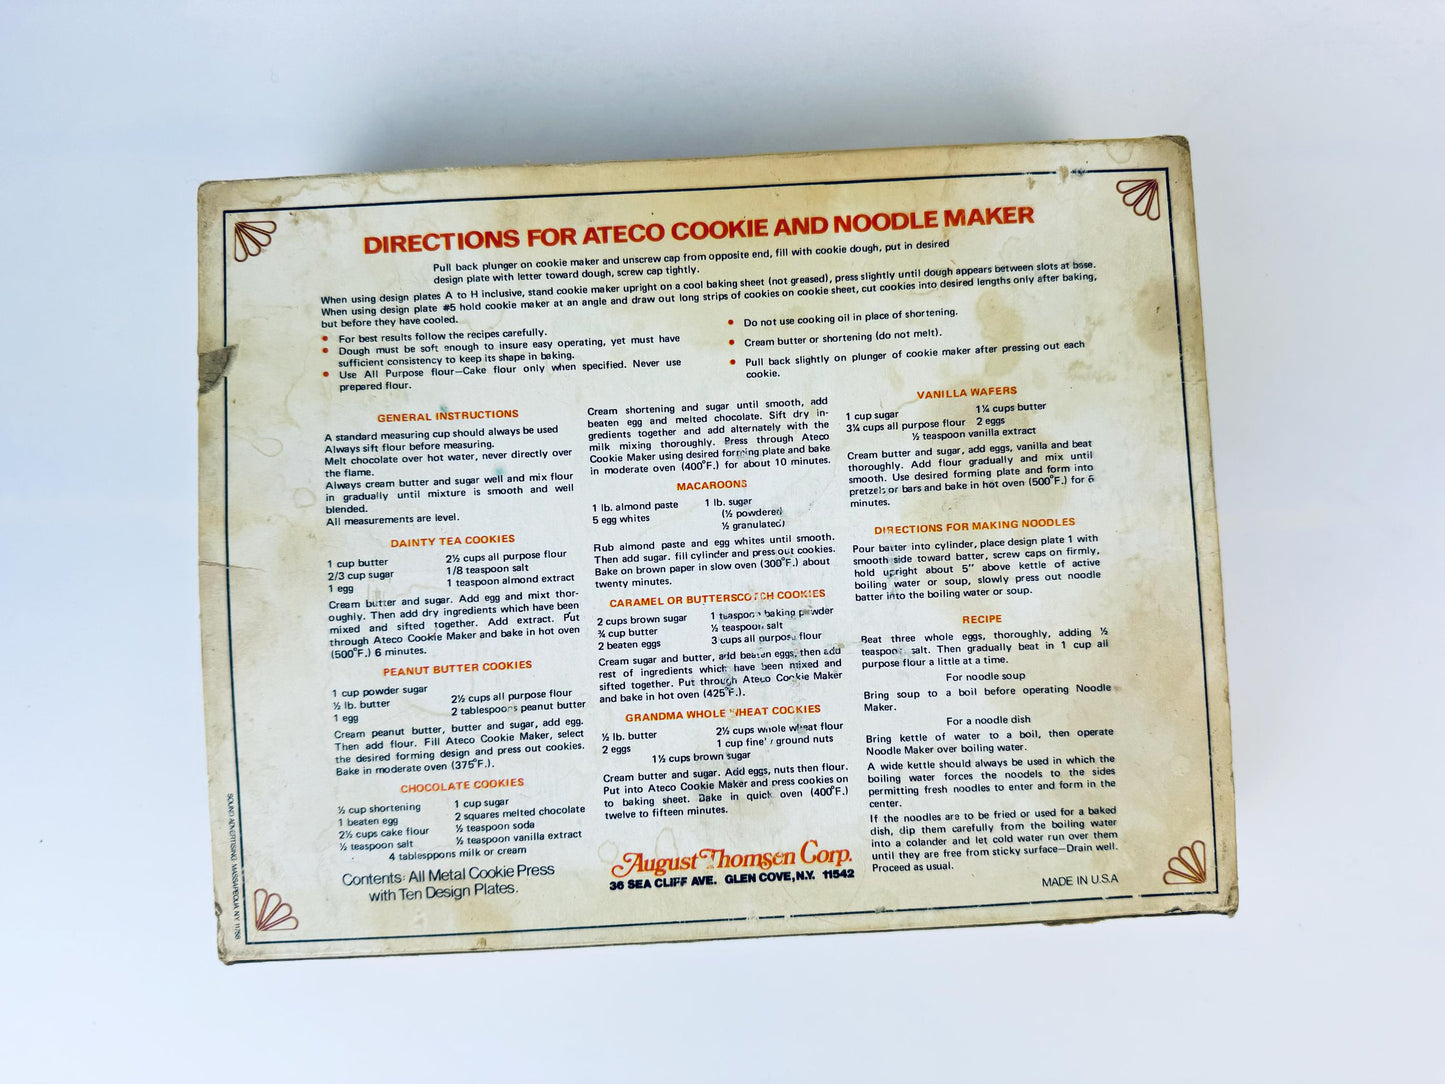 DIRECTIONS FOR ATECO COOKIE AND NOODLE MAKER
Pull back plunger on cookie maker and unscrew cap from opposite end, fill with cookie dough, put in desired
design plate with letter toward dough, screw cap tightly.
When using design plates A to H inclusive, stand cookie maker upright on a cool baking sheet (not greased), press slightly until dough appears between slots at base.
When using design plate #5 hold cookie maker at an angle and draw out long strips of cookies on cookie sheet, cut cookies into desired lengths only after baking,
but before they have cooled.
• For best results follow the recipes carefully.
• Dough must be soft enough to insure easy operating, yet must have
sufficient consistency to keep its shape in baking.
• Use All Purpose flour—Cake flour only when specified. Never use
prepared flour.
• Do not use cooking oil in place of shortening.
• Cream butter or shortening (do not melt).
• Pull back slightly on plunger of cookie maker after pressing out each
cookie.
GENERAL INSTRUCTIONS
A standard measuring cup should always be used
Always sift flour before measuring.
Melt chocolate over hot water, never directly over
the flame.
Always cream butter and sugar well and mix flour
in gradually until mixture is smooth and well
blended.
All measurements are level.
DAINTY TEA COOKIES
1 cup butter 2½ cups all purpose flour
2/3 cup sugar 1/8 teaspoon salt
1 egg 1 teaspoon almond extract
Cream butter and sugar. Add egg and mixt thor-
oughly. Then add dry ingredients which have been
mixed and sifted together. Add extract. Put
through Ateco Cookie Maker and bake in hot oven
(500°F.) 6 minutes.
PEANUT BUTTER COOKIES
1 cup powder sugar 2½ cups all purpose flour
½ lb. butter 2 tablespoons peanut butter
1 egg
Cream peanut butter, butter and sugar, add egg.
Then add flour. Fill Ateco Cookie Maker, select
the desired forming design and press out cookies.
Bake in moderate oven (375°F.).
CHOCOLATE COOKIES
½ cup shortening 1 cup sugar
1 beaten egg 2 squares melted chocolate
2½ cups cake flour ½ teaspoon soda
½ teaspoon salt ½ teaspoon vanilla extract
4 tablesppons milk or cream
Contents: All Metal Cookie Press
with Ten Design Plates.
Cream shortening and sugar until smooth, add
beaten egg and melted chocolate. Sift dry in-
gredients together and add alternately with the
milk mixing thoroughly. Press through Ateco
Cookie Maker using desired forming plate and bake
in moderate oven (400°F.) for about 10 minutes.
MACAROONS
1 lb. almond paste 1 lb. sugar
5 egg whites (½ powdered
½ granulated)
Rub almond paste and egg whites until smooth.
Then add sugar. fill cylinder and press out cookies.
Bake on brown paper in slow oven (300°F.) about
twenty minutes.
CARAMEL OR BUTTERSCOTCH COOKIES
2 cups brown sugar 1 teaspoon baking powder
¾ cup butter ½ teaspoon salt
2 beaten eggs 3 cups all purpose flour
Cream sugar and butter, add beaten eggs, then add
rest of ingredients which have been mixed and
sifted together. Put through Ateco Cookie Maker
and bake in hot oven (425°F.).
GRANDMA WHOLE WHEAT COOKIES
½ lb. butter 2½ cups whole wheat flour
2 eggs 1 cup finely ground nuts
1½ cups brown sugar
Cream butter and sugar. Add eggs, nuts then flour.
Put into Ateco Cookie Maker and press cookies on
to baking sheet. Bake in quick oven (400°F.)
twelve to fifteen minutes.
August Thomsen Corp.
36 SEA CLIFF AVE. GLEN COVE, N.Y. 11542
VANILLA WAFERS
1 cup sugar 1¼ cups butter
3¼ cups all purpose flour 2 eggs
½ teaspoon vanilla extract
Cream butter and sugar, add eggs, vanilla and beat
thoroughly. Add flour gradually and mix until
smooth. Use desired forming plate and form into
pretzels or bars and bake in hot oven (500°F.) for 6
minutes.
DIRECTIONS FOR MAKING NOODLES
Pour batter into cylinder, place design plate 1 with
smooth side toward batter, screw caps on firmly,
hold upright about 5" above kettle of active
boiling water or soup, slowly press out noodle
batter into the boiling water or soup.
RECIPE
Beat three whole eggs, thoroughly, adding ½
teaspoon salt. Then gradually beat in 1 cup all
purpose flour a little at a time.
For noodle soup
Bring soup to a boil before operating Noodle
Maker.
For a noodle dish
Bring kettle of water to a boil, then operate
Noodle Maker over boiling water.
A wide kettle should always be used in which the
boiling water forces the noodels to the sides
permitting fresh noodles to enter and form in the
center.
If the noodles are to be fried or used for a baked
dish, dip them carefully from the boiling water
into a colander and let cold water run over them
until they are free from sticky surface—Drain well.
Proceed as usual.
MADE IN U.S.A
SOUND ADVERTISING, MASSAPEQUA, N.Y. 11758